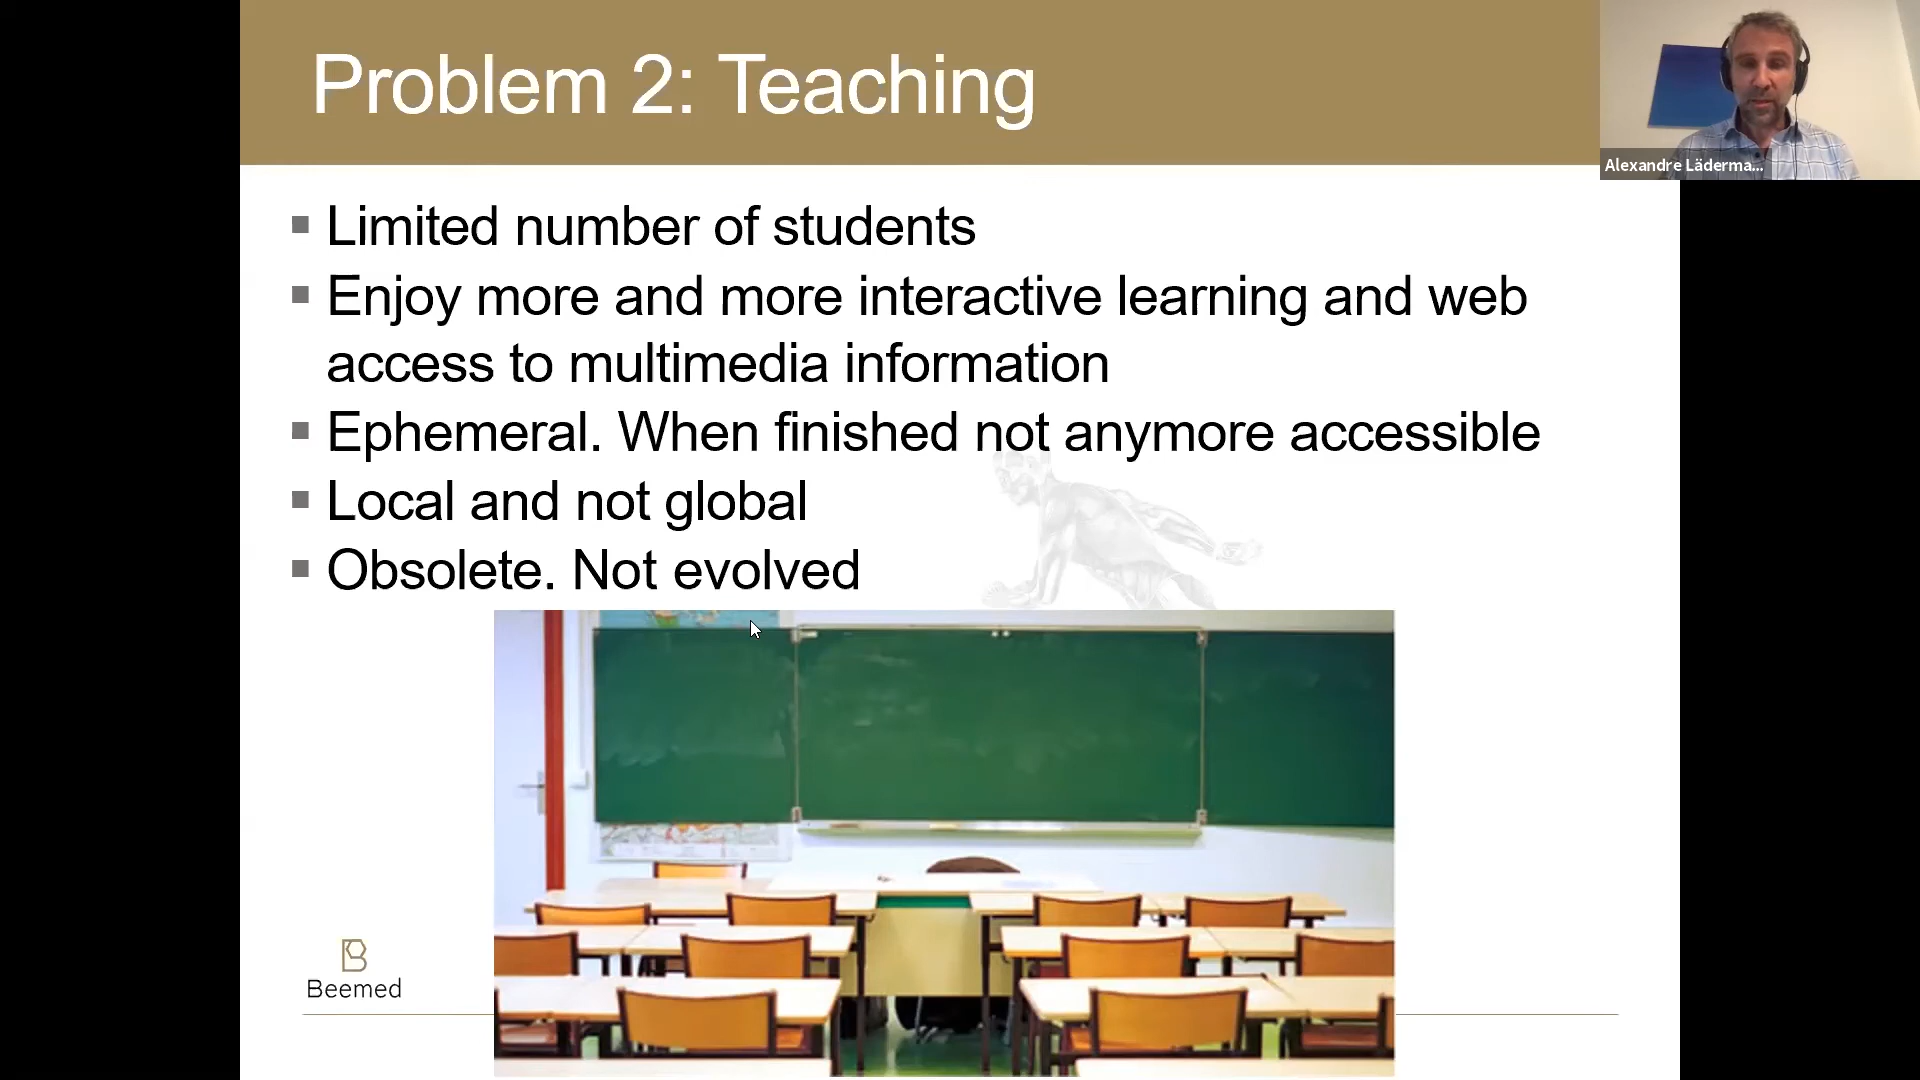 Problem 2: Teaching
Alexandre Läderma...
Limited number of students
Enjoy more and more interactive learning and web
access to multimedia information
Ephemeral. When finished not anymore accessible
Local and not global
Obsolete. Not evolved
Beemed